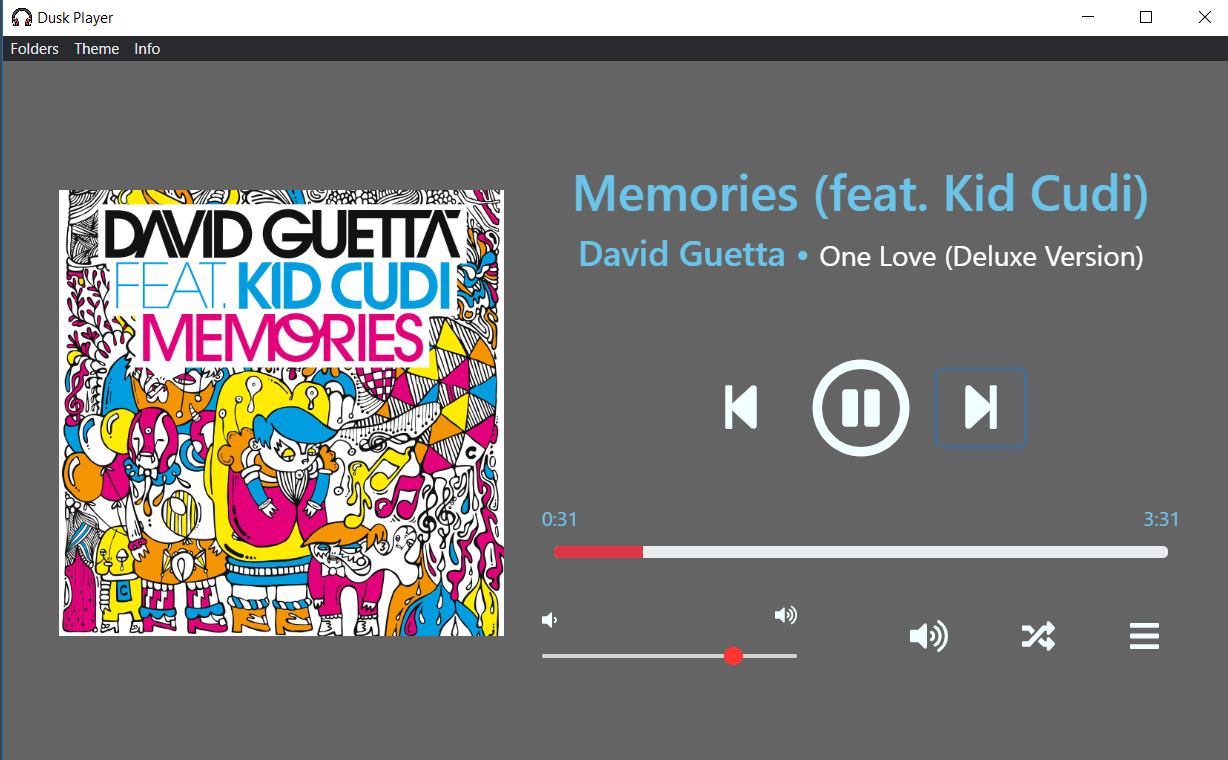 Dusk Player
Folders Theme Info
DAVID GUETTA
FEAT. KID CUDI
MEMORIES
C
C
Memories (feat. Kid Cudi)
David Guetta • One Love (Deluxe Version)
0:31 3:31